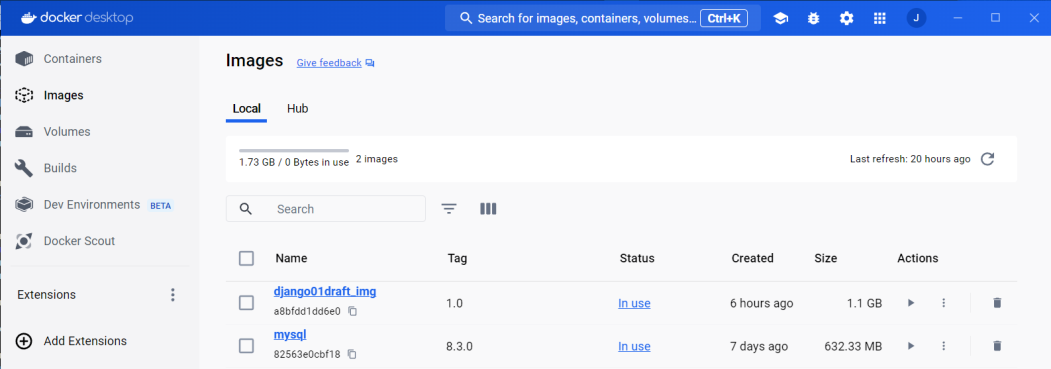 docker desktop
Search for images, containers, volumes... Ctrl+K
J
Containers
Images
Volumes
Builds
Dev Environments BETA
Docker Scout
Extensions
Add Extensions
Images Give feedback
Local Hub
1.73 GB / 0 Bytes in use 2 images
Last refresh: 20 hours ago
Search
Name Tag Status Created Size Actions
django01draft_img
a8bfdd1dd6e0
1.0 In use 6 hours ago 1.1 GB
mysql
82563e0cbf18
8.3.0 In use 7 days ago 632.33 MB